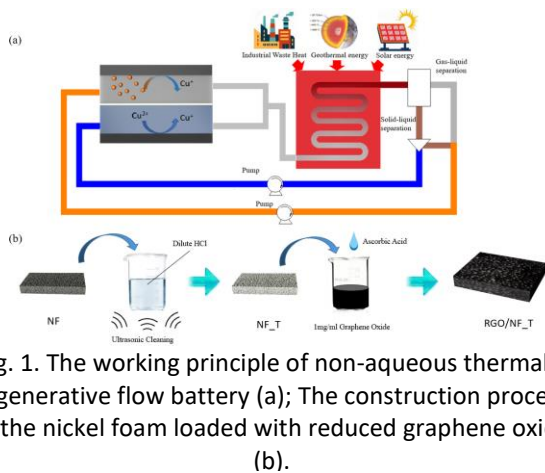 (a)
Industrial Waste Heat
Geothermal energy
Solar energy
Gas-liquid
separation
Cu⁺
Cu²⁺
Cu⁺
Solid-liquid
separation
Pump
Pump
(b)
Dilute HCl
Ascorbic Acid
NF
Ultrasonic Cleaning
NF_T
1mg/ml Graphene Oxide
RGO/NF_T
g. 1. The working principle of non-aqueous thermal
generative flow battery (a); The construction proce
the nickel foam loaded with reduced graphene oxi
(b).